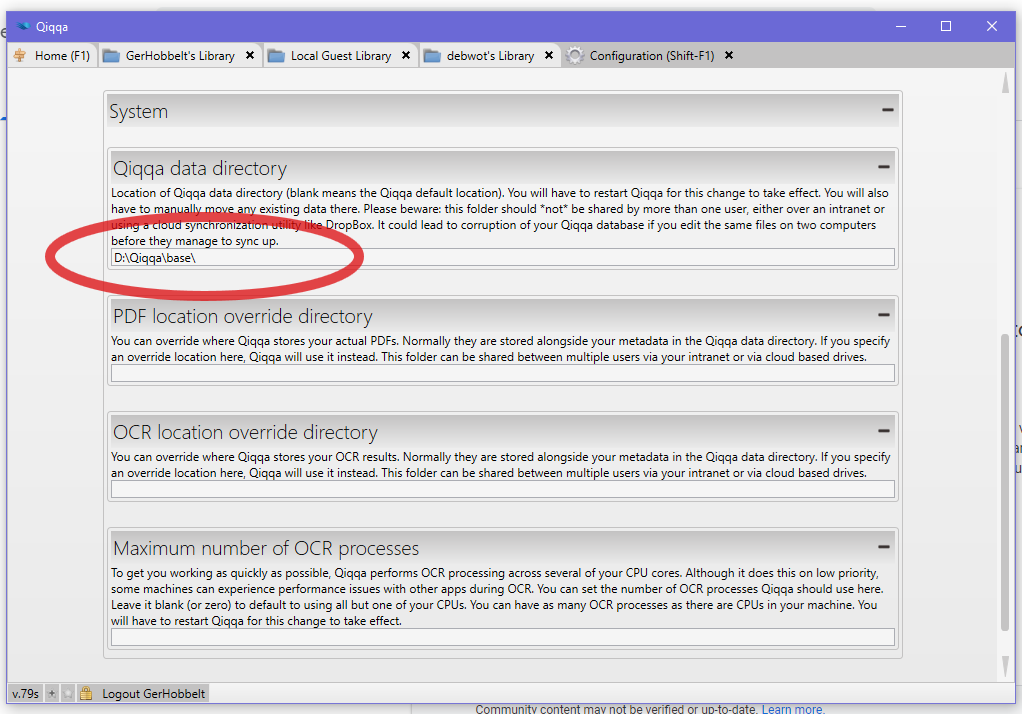 Qiqqa
Home (F1) GerHobbelt's Library Local Guest Library debwot's Library Configuration (Shift-F1)
System
Qiqqa data directory
Location of Qiqqa data directory (blank means the Qiqqa default location). You will have to restart Qiqqa for this change to take effect. You will also
have to manually move any existing data there. Please beware: this folder should *not* be shared by more than one user, either over an intranet or
using a cloud synchronization utility like DropBox. It could lead to corruption of your Qiqqa database if you edit the same files on two computers
before they manage to sync up.
D:\Qiqqa\base\
PDF location override directory
You can override where Qiqqa stores your actual PDFs. Normally they are stored alongside your metadata in the Qiqqa data directory. If you specify
an override location here, Qiqqa will use it instead. This folder can be shared between multiple users via your intranet or via cloud based drives.
OCR location override directory
You can override where Qiqqa stores your OCR results. Normally they are stored alongside your metadata in the Qiqqa data directory. If you specify
an override location here, Qiqqa will use it instead. This folder can be shared between multiple users via your intranet or via cloud based drives.
Maximum number of OCR processes
To get you working as quickly as possible, Qiqqa performs OCR processing across several of your CPU cores. Although it does this on low priority,
some machines can experience performance issues with other apps during OCR. You can set the number of OCR processes Qiqqa should use here.
Leave it blank (or zero) to default to using all but one of your CPUs. You can have as many OCR processes as there are CPUs in your machine. You
will have to restart Qiqqa for this change to take effect.
v.79s + Logout GerHobbelt
Community content may not be verified or up-to-date. Learn more.